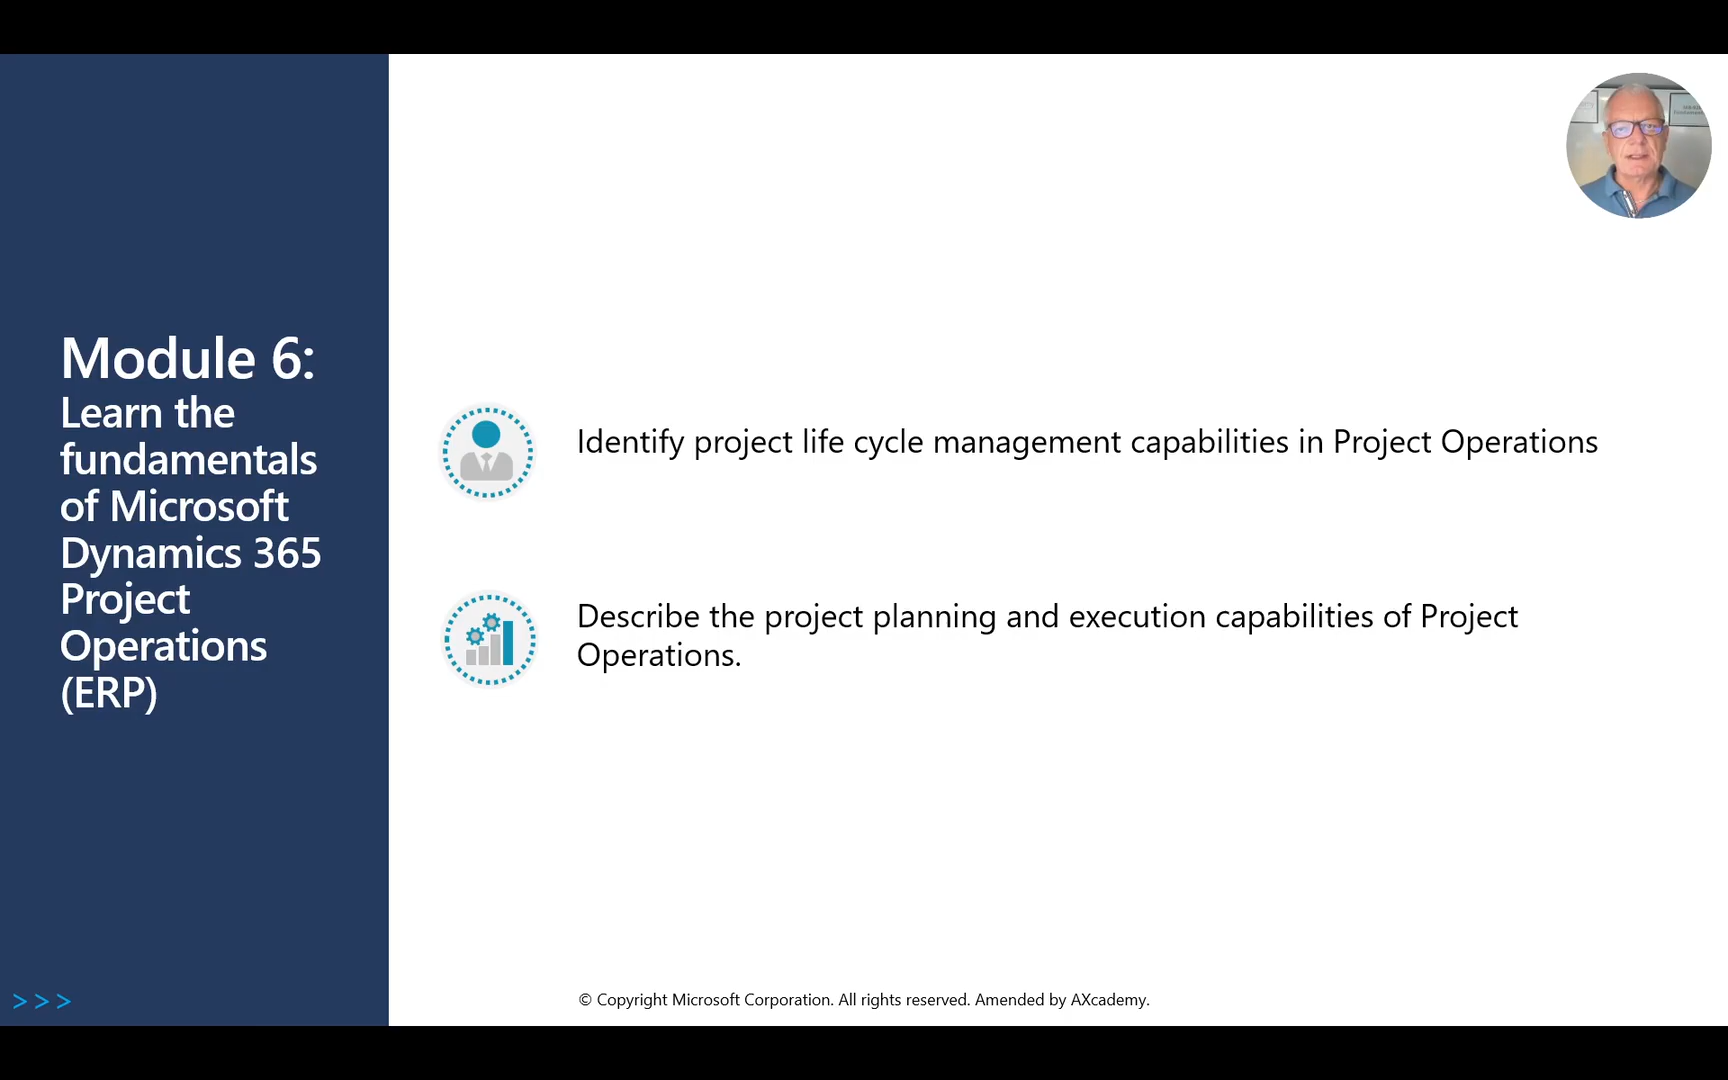 Module 6:
Learn the
fundamentals
of Microsoft
Dynamics 365
Project
Operations
(ERP)
Identify project life cycle management capabilities in Project Operations
Describe the project planning and execution capabilities of Project
Operations.
>>>
© Copyright Microsoft Corporation. All rights reserved. Amended by AXcademy.